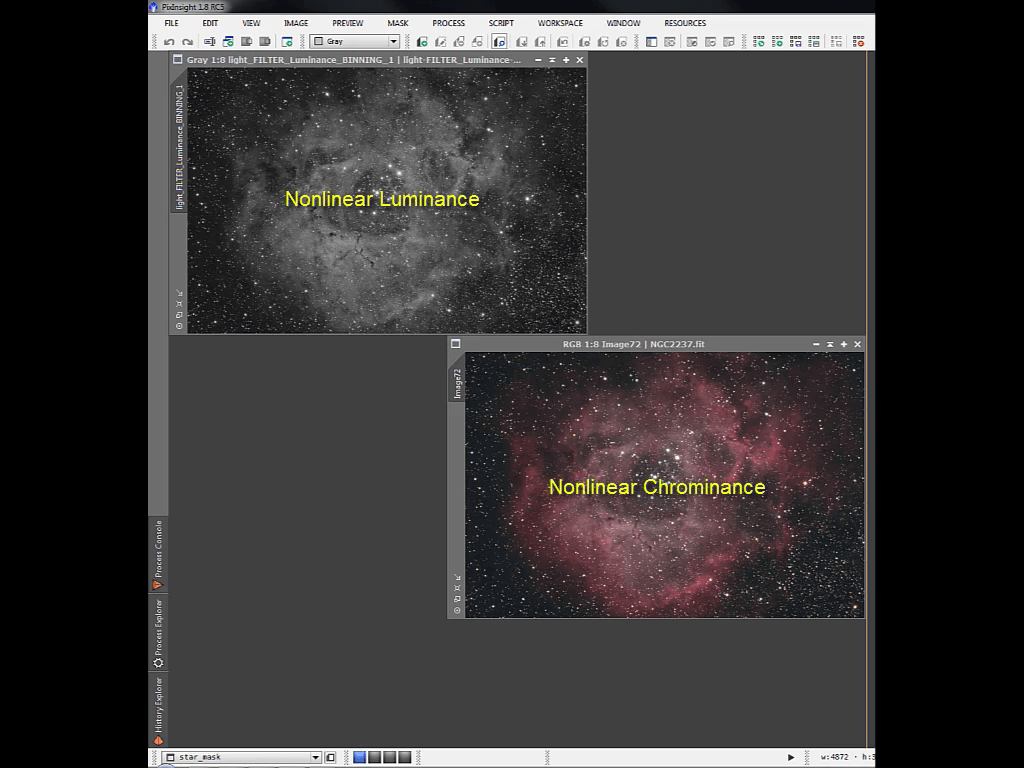 PixInsight 1.8 RC5
FILE EDIT VIEW IMAGE PREVIEW MASK PROCESS SCRIPT WORKSPACE WINDOW RESOURCES
Gray
Gray 1:8 light_FILTER_Luminance_BINNING_1 | light-FILTER_Luminance-...
light_FILTER_Luminance_BINNING_1
Nonlinear Luminance
RGB 1:8 Image72 | NGC2237.fit
Image72
Nonlinear Chrominance
Process Console
Process Explorer
History Explorer
star_mask
w:4872 · h:3